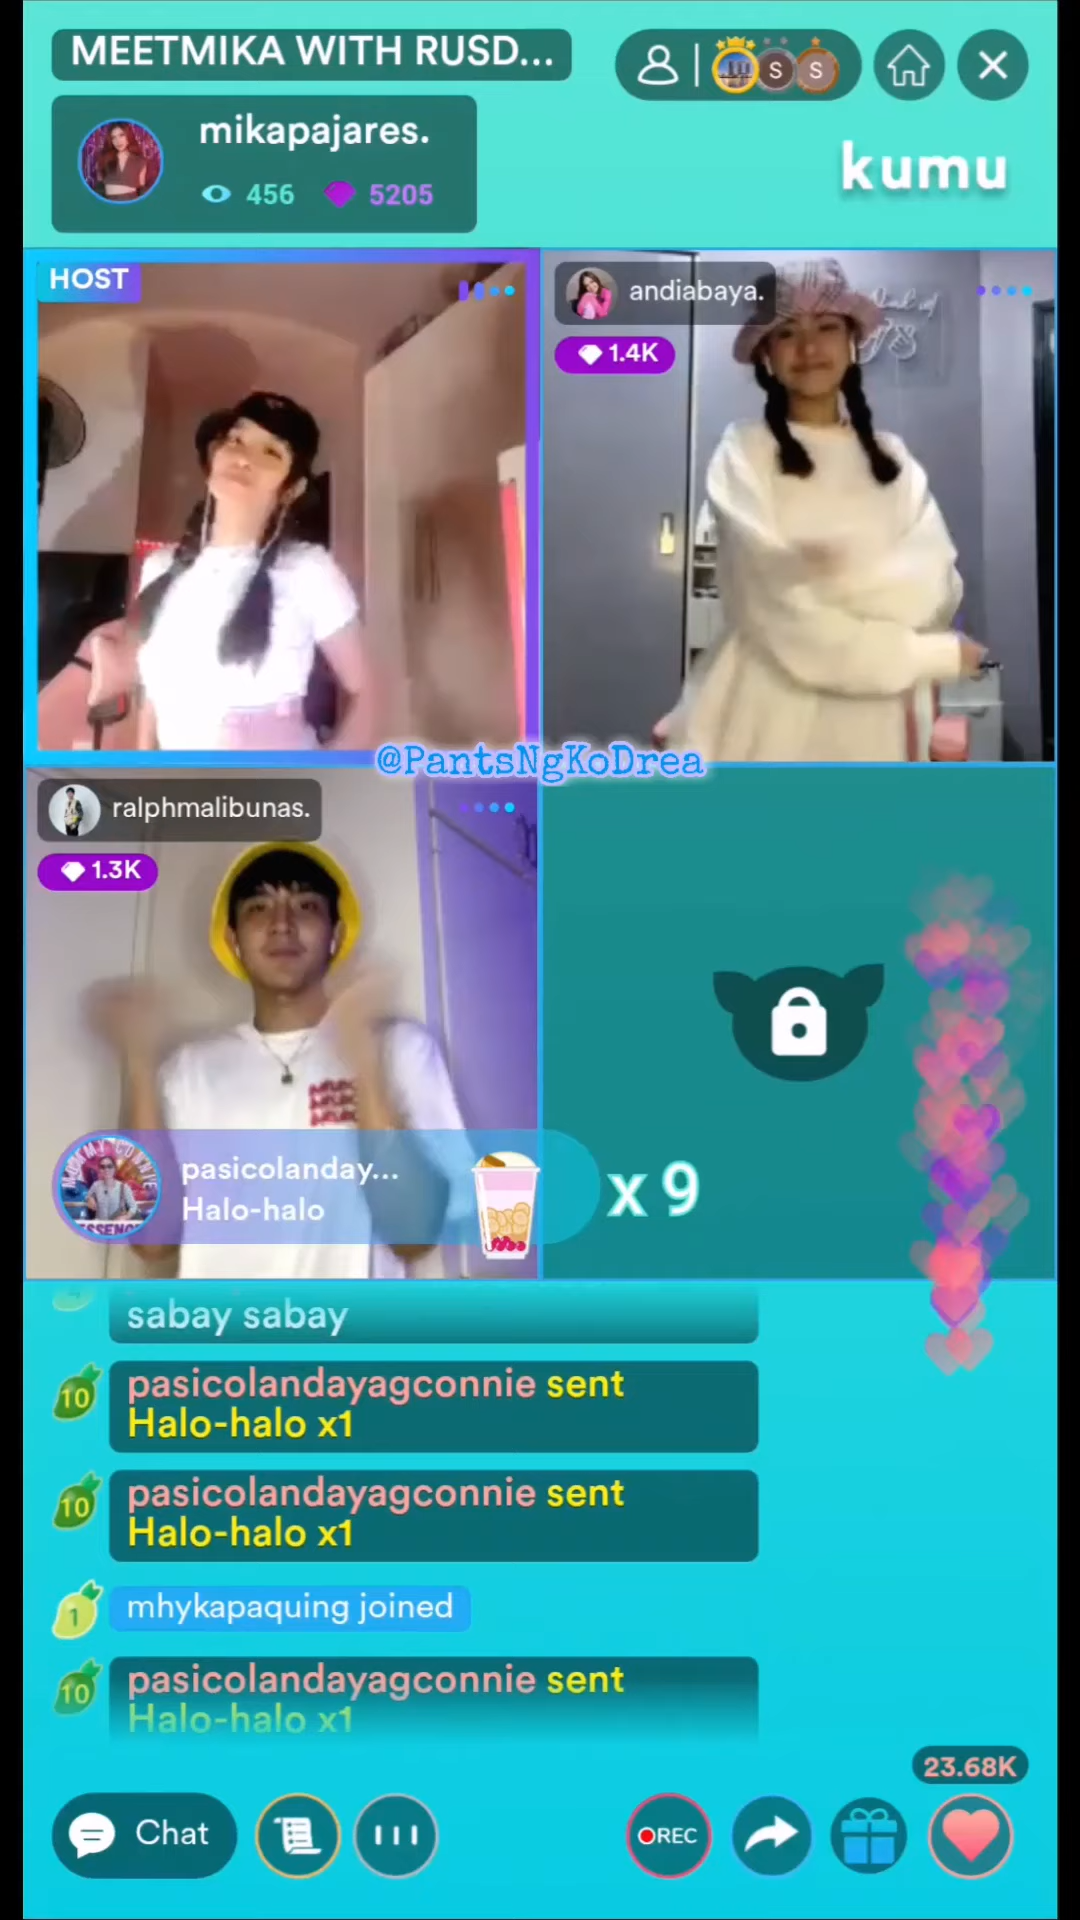 MEETMIKA WITH RUSD...
S
S
mikapajares.
456
5205
kumu
HOST
andiabaya.
1.4K
@PantsNgKoDrea
ralphmalibunas.
1.3K
pasicolanday...
Halo-halo
x 9
sabay sabay
10
pasicolandayagconnie sent
Halo-halo x1
10
pasicolandayagconnie sent
Halo-halo x1
1
mhykapaquing joined
10
pasicolandayagconnie sent
Halo-halo x1
23.68K
Chat
REC